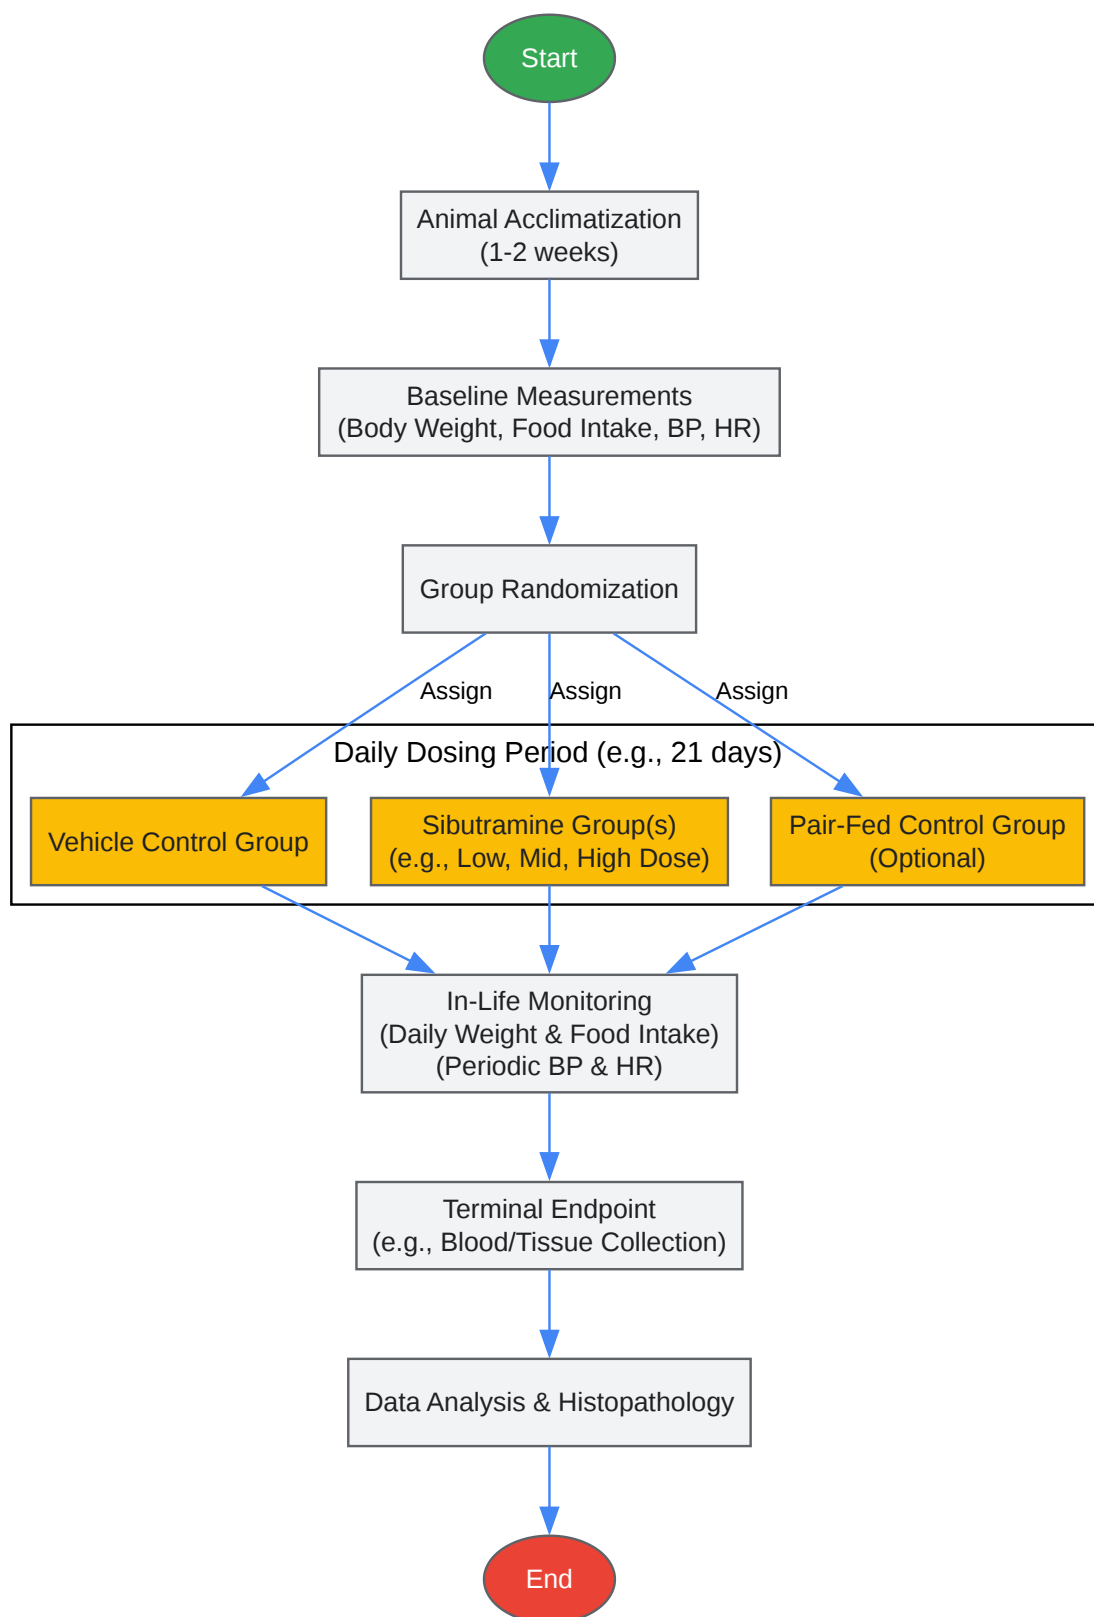 Start
Animal Acclimatization
(1-2 weeks)
Baseline Measurements
(Body Weight, Food Intake, BP, HR)
Group Randomization
Assign
Assign
Assign
Daily Dosing Period (e.g., 21 days)
Vehicle Control Group
Sibutramine Group(s)
(e.g., Low, Mid, High Dose)
Pair-Fed Control Group
(Optional)
In-Life Monitoring
(Daily Weight & Food Intake)
(Periodic BP & HR)
Terminal Endpoint
(e.g., Blood/Tissue Collection)
Data Analysis & Histopathology
End